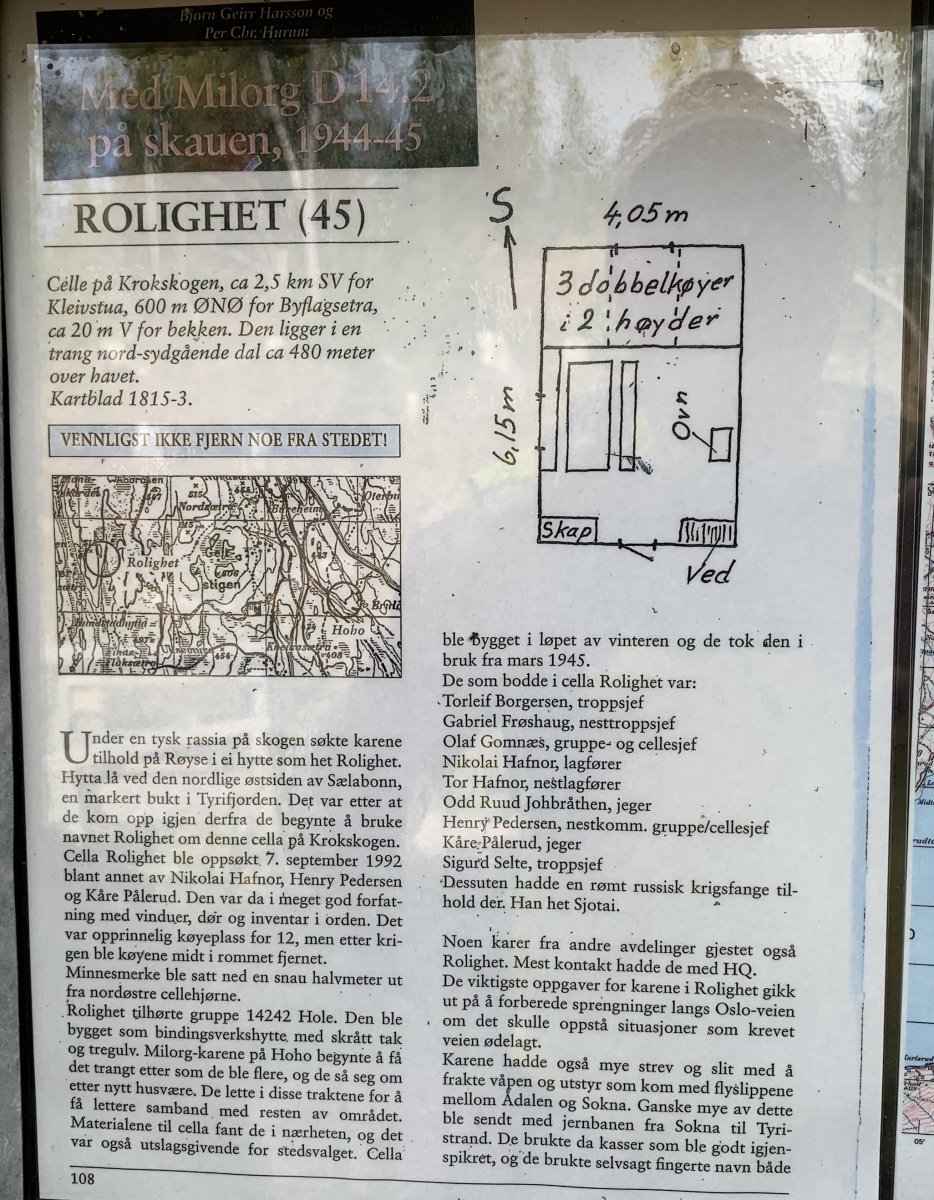 Bjørn Geirr Harsson og
Per Chr. Hurum
Med Milorg D 14.2
på skauen, 1944-45
ROLIGHET (45)
Celle på Krokskogen, ca 2,5 km SV for
Kleivstua, 600 m ØNØ for Byflagsetra,
ca 20 m V for bekken. Den ligger i en
trang nord-sydgående dal ca 480 meter
over havet.
Kartblad 1815-3.
VENNLIGST IKKE FJERN NOE FRA STEDET!
Rolighet
stigen
Hoho
Under en tysk rassia på skogen søkte karene
tilhold på Røyse i ei hytte som het Rolighet.
Hytta lå ved den nordlige østsiden av Sælabonn,
en markert bukt i Tyrifjorden. Det var etter at
de kom opp igjen derfra de begynte å bruke
navnet Rolighet om denne cella på Krokskogen.
Cella Rolighet ble oppsøkt 7. september 1992
blant annet av Nikolai Hafnor, Henry Pedersen
og Kåre Pålerud. Den var da i meget god forfat-
ning med vinduer, dør og inventar i orden. Det
var opprinnelig køyeplass for 12, men etter kri-
gen ble køyene midt i rommet fjernet.
Minnesmerke ble satt ned en snau halvmeter ut
fra nordøstre cellehjørne.
Rolighet tilhørte gruppe 14242 Hole. Den ble
bygget som bindingsverkshytte med skrått tak
og tregulv. Milorg-karene på Hoho begynte å få
det trangt etter som de ble flere, og de så seg om
etter nytt husvære. De lette i disse traktene for å
få lettere samband med resten av området.
Materialene til cella fant de i nærheten, og det
var også utslagsgivende for stedsvalget. Cella
108
S
4,05 m
3 dobbelkøyer
i 2 høyder
6,15 m
Ovn
Skap
Ved
ble bygget i løpet av vinteren og de tok den i
bruk fra mars 1945.
De som bodde i cella Rolighet var:
Torleif Borgersen, troppsjef
Gabriel Frøshaug, nesttroppsjef
Olaf Gomnæs, gruppe- og cellesjef
Nikolai Hafnor, lagfører
Tor Hafnor, nestlagfører
Odd Ruud Johbråthen, jeger
Henry Pedersen, nestkomm. gruppe/cellesjef
Kåre Pålerud, jeger
Sigurd Selte, troppsjef
Dessuten hadde en rømt russisk krigsfange til-
hold der. Han het Sjotai.
Noen karer fra andre avdelinger gjestet også
Rolighet. Mest kontakt hadde de med HQ.
De viktigste oppgaver for karene i Rolighet gikk
ut på å forberede sprengninger langs Oslo-veien
om det skulle oppstå situasjoner som krevet
veien ødelagt.
Karene hadde også mye strev og slit med å
frakte våpen og utstyr som kom med flyslippene
mellom Ådalen og Sokna. Ganske mye av dette
ble sendt med jernbanen fra Sokna til Tyri-
strand. De brukte da kasser som ble godt igjen-
spikret, og de brukte selvsagt fingerte navn både